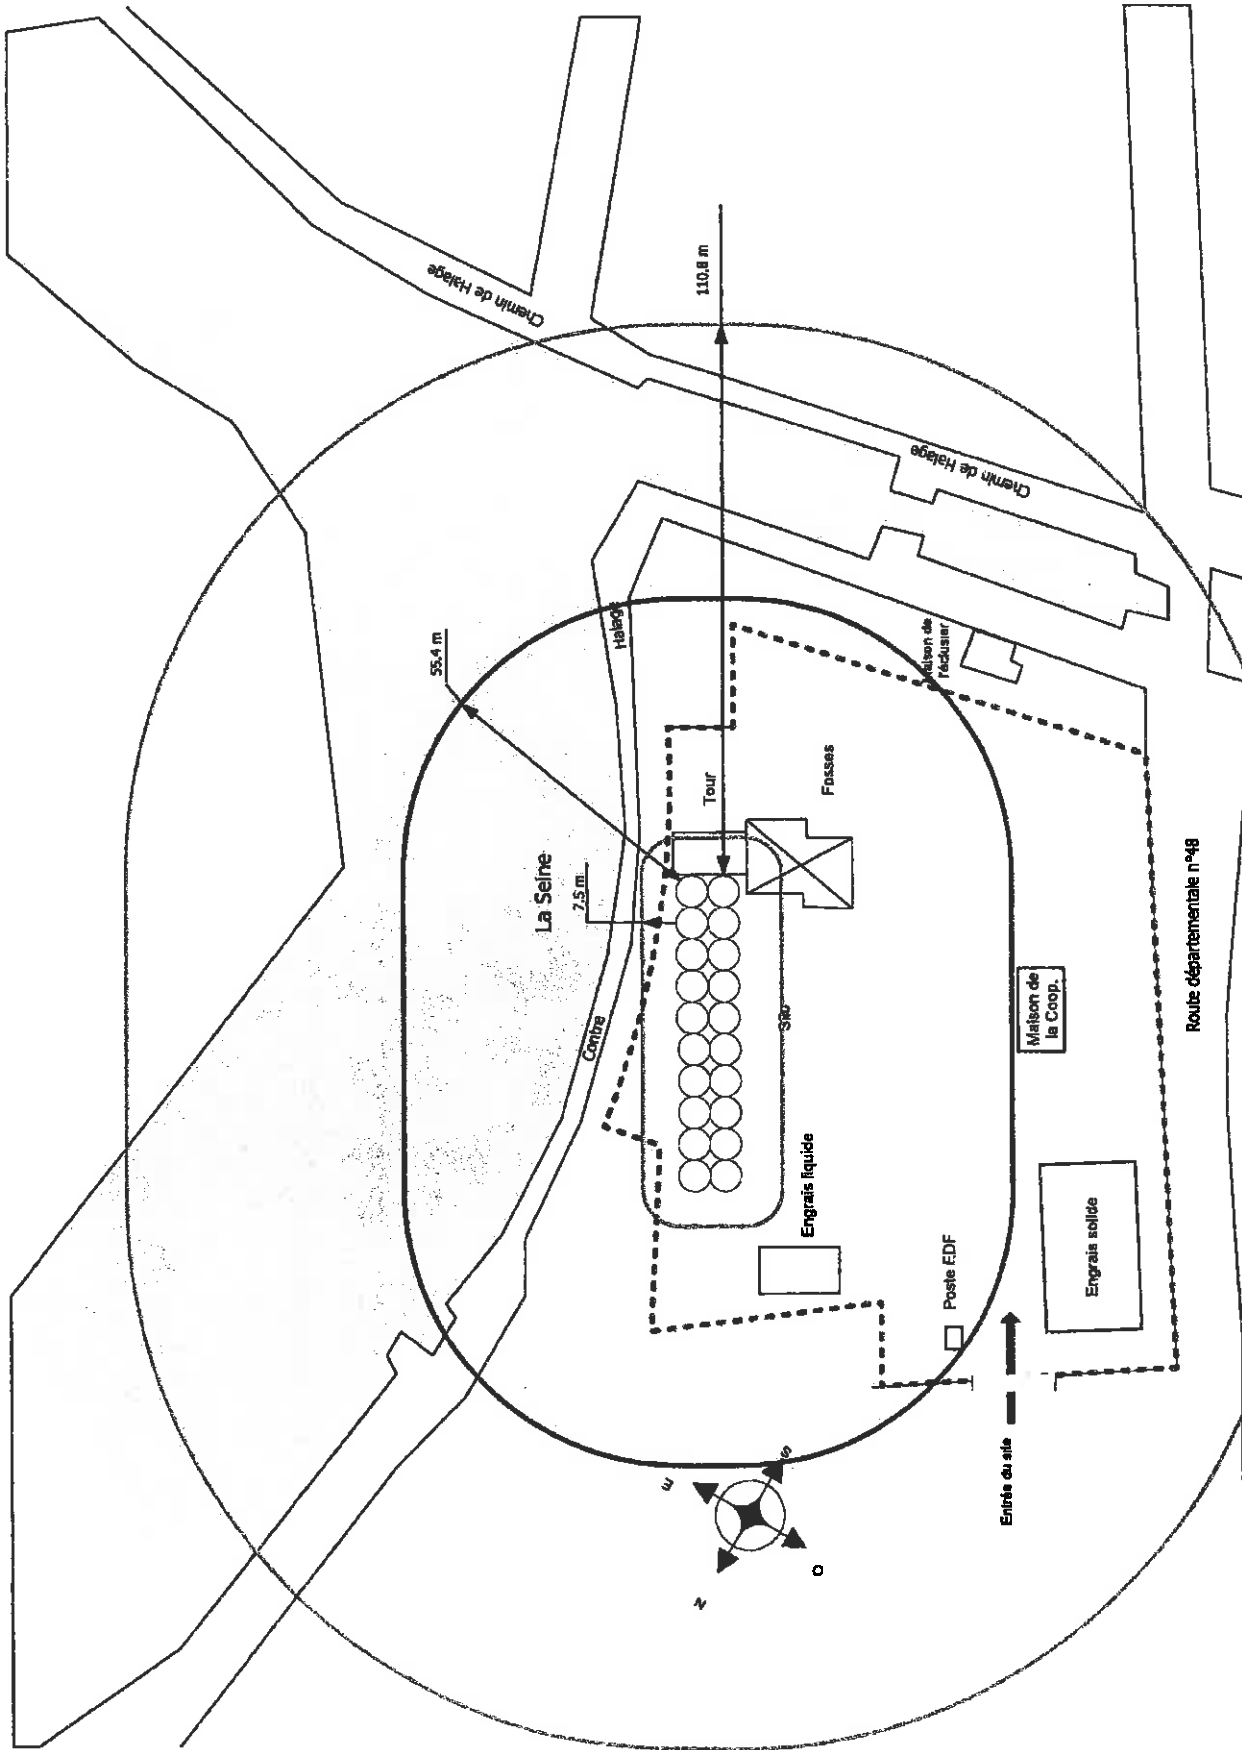 Chemin de Halage
110.8 m
Chemin de Halage
55.4 m
Halage
Maison de
l'éclusier
Tour
Fosses
La Seine
7.5 m
Route départementale n°48
Contre
Silo
Maison de
la Coop.
Engrais liquide
Engrais solide
Poste EDF
Entrée du site
S
E
O
N